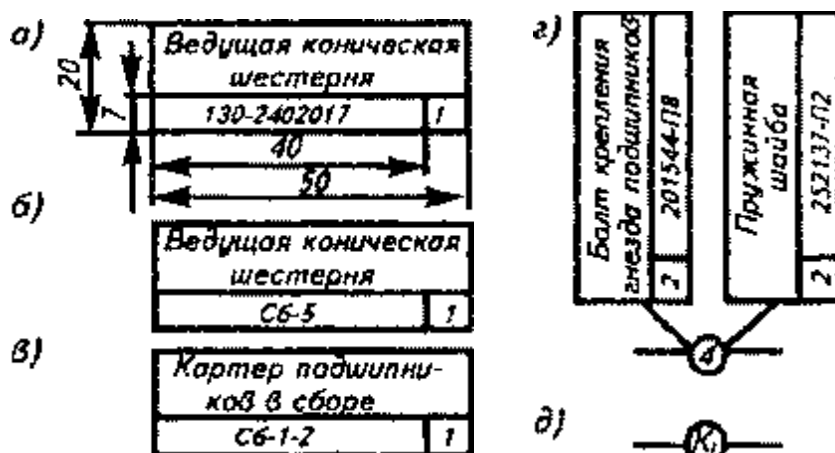 а)
20
7
Ведущая коническая
шестерня
130-2402017 1
40
50
б)
Ведущая коническая
шестерня
С6-5 1
в)
Картер подшипни-
ков в сборе
С6-1-2 1
г)
Болт крепления
гнезда подшипников
201544-П8
2
Пружинная
шайба
252137-П2
2
4
д)
К₁